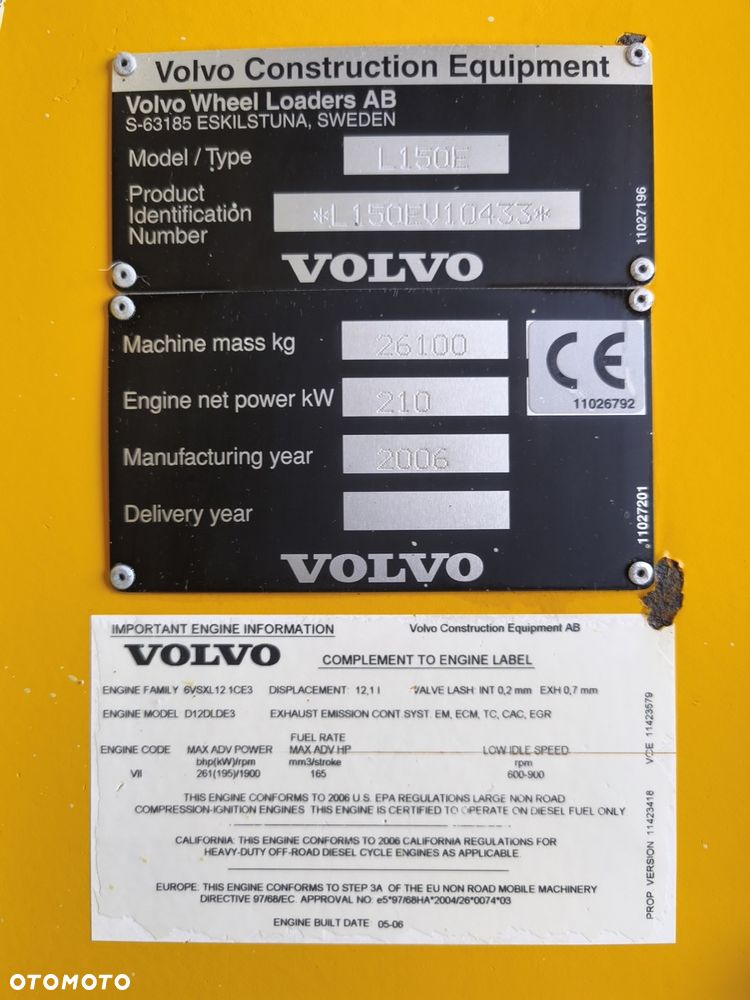 Volvo Construction Equipment
Volvo Wheel Loaders AB
S-63185 ESKILSTUNA, SWEDEN
Model / Type L150E
Product
Identification *L150EV10433*
Number
11027196
VOLVO
Machine mass kg 26100
CE
11026792
Engine net power kW 210
Manufacturing year 2006
Delivery year
11027201
VOLVO
IMPORTANT ENGINE INFORMATION Volvo Construction Equipment AB
VOLVO COMPLEMENT TO ENGINE LABEL
ENGINE FAMILY 6VSXL12.1CE3 DISPLACEMENT: 12,1 l VALVE LASH: INT 0,2 mm EXH 0,7 mm
ENGINE MODEL D12DLDE3 EXHAUST EMISSION CONT.SYST. EM, ECM, TC, CAC, EGR
FUEL RATE
ENGINE CODE MAX ADV POWER MAX ADV HP LOW IDLE SPEED
bhp(kW)/rpm mm3/stroke rpm
VII 261(195)/1900 165 600-900
THIS ENGINE CONFORMS TO 2006 U.S. EPA REGULATIONS LARGE NON ROAD
COMPRESSION-IGNITION ENGINES. THIS ENGINE IS CERTIFIED TO OPERATE ON DIESEL FUEL ONLY
CALIFORNIA: THIS ENGINE CONFORMS TO 2006 CALIFORNIA REGULATIONS FOR
HEAVY-DUTY OFF-ROAD DIESEL CYCLE ENGINES AS APPLICABLE.
EUROPE: THIS ENGINE CONFORMS TO STEP 3A OF THE EU NON ROAD MOBILE MACHINERY
DIRECTIVE 97/68/EC. APPROVAL NO: e5*97/68HA*2004/26*0074*03
ENGINE BUILT DATE 05-06
PROP. VERSION 11423418 VCE 11423579
OTOMOTO